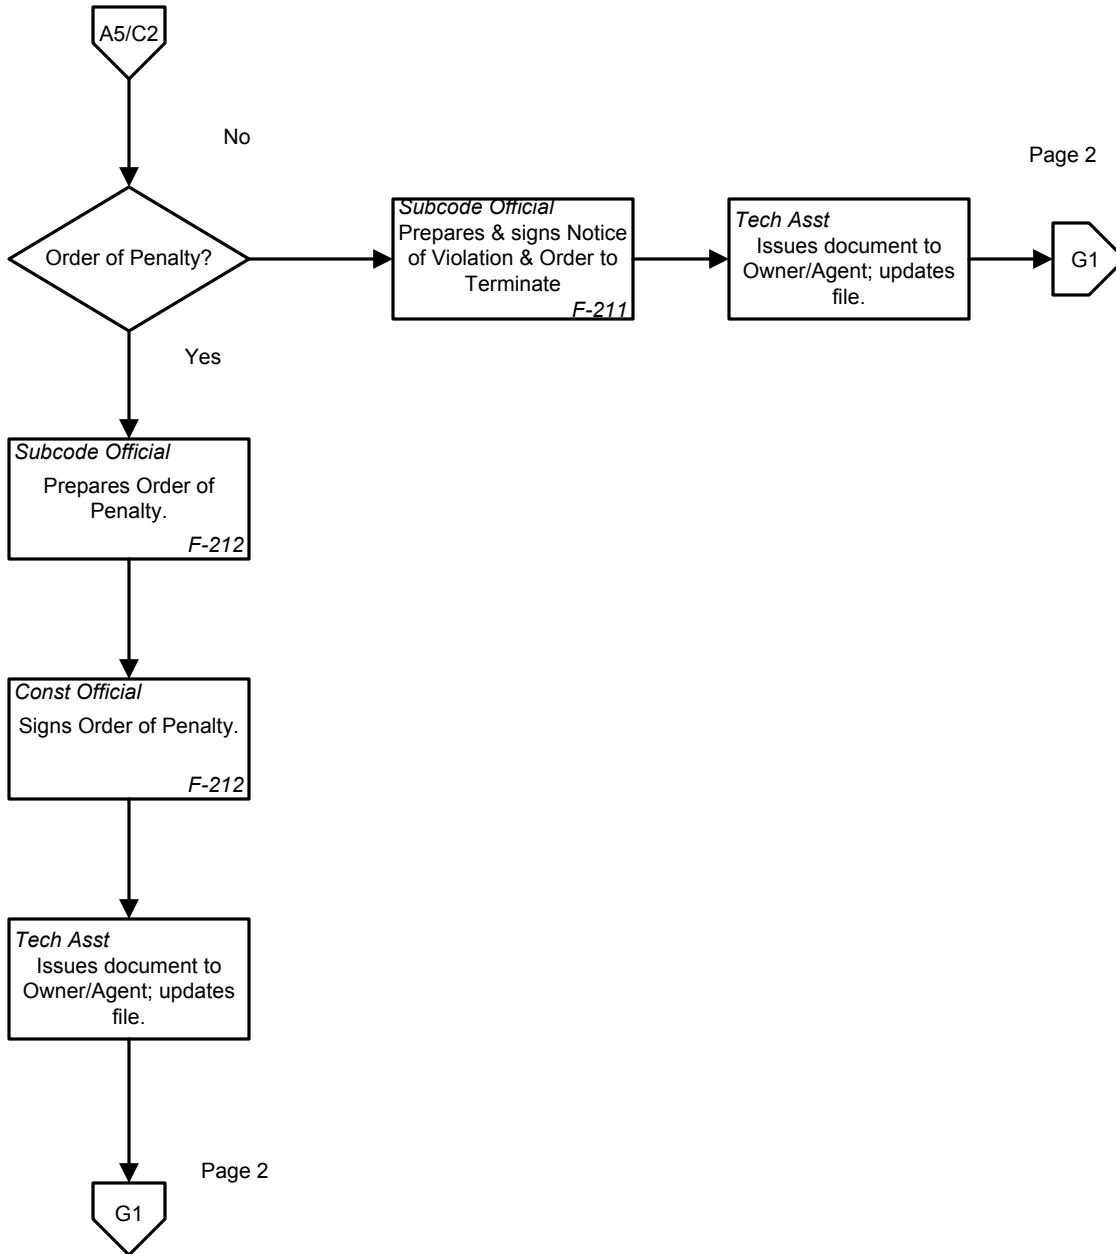 A5/C2
No
Page 2
Order of Penalty?
Subcode Official
Prepares & signs Notice
of Violation & Order to
Terminate
F-211
Tech Asst
Issues document to
Owner/Agent; updates
file.
G1
Yes
Subcode Official
Prepares Order of
Penalty.
F-212
Const Official
Signs Order of Penalty.
F-212
Tech Asst
Issues document to
Owner/Agent; updates
file.
Page 2
G1